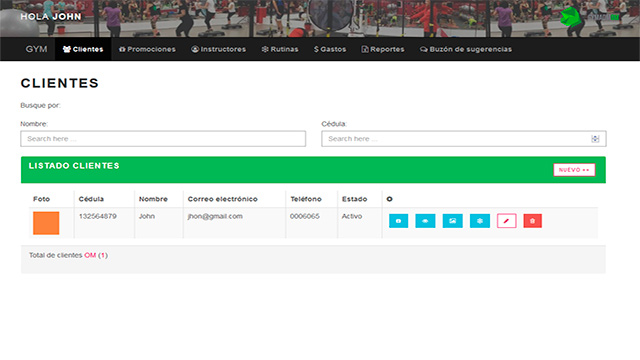 HOLA JOHN
GYM Clientes Promociones Instructores Rutinas Gastos Reportes Buzón de sugerencias
CLIENTES
Busque por:
Nombre: Cédula:
Search here ... Search here ...
LISTADO CLIENTES
NUEVO ++
Foto Cédula Nombre Correo electrónico Teléfono Estado
132564879 John jhon@gmail.com 0006065 Activo
Total de clientes OM (1)